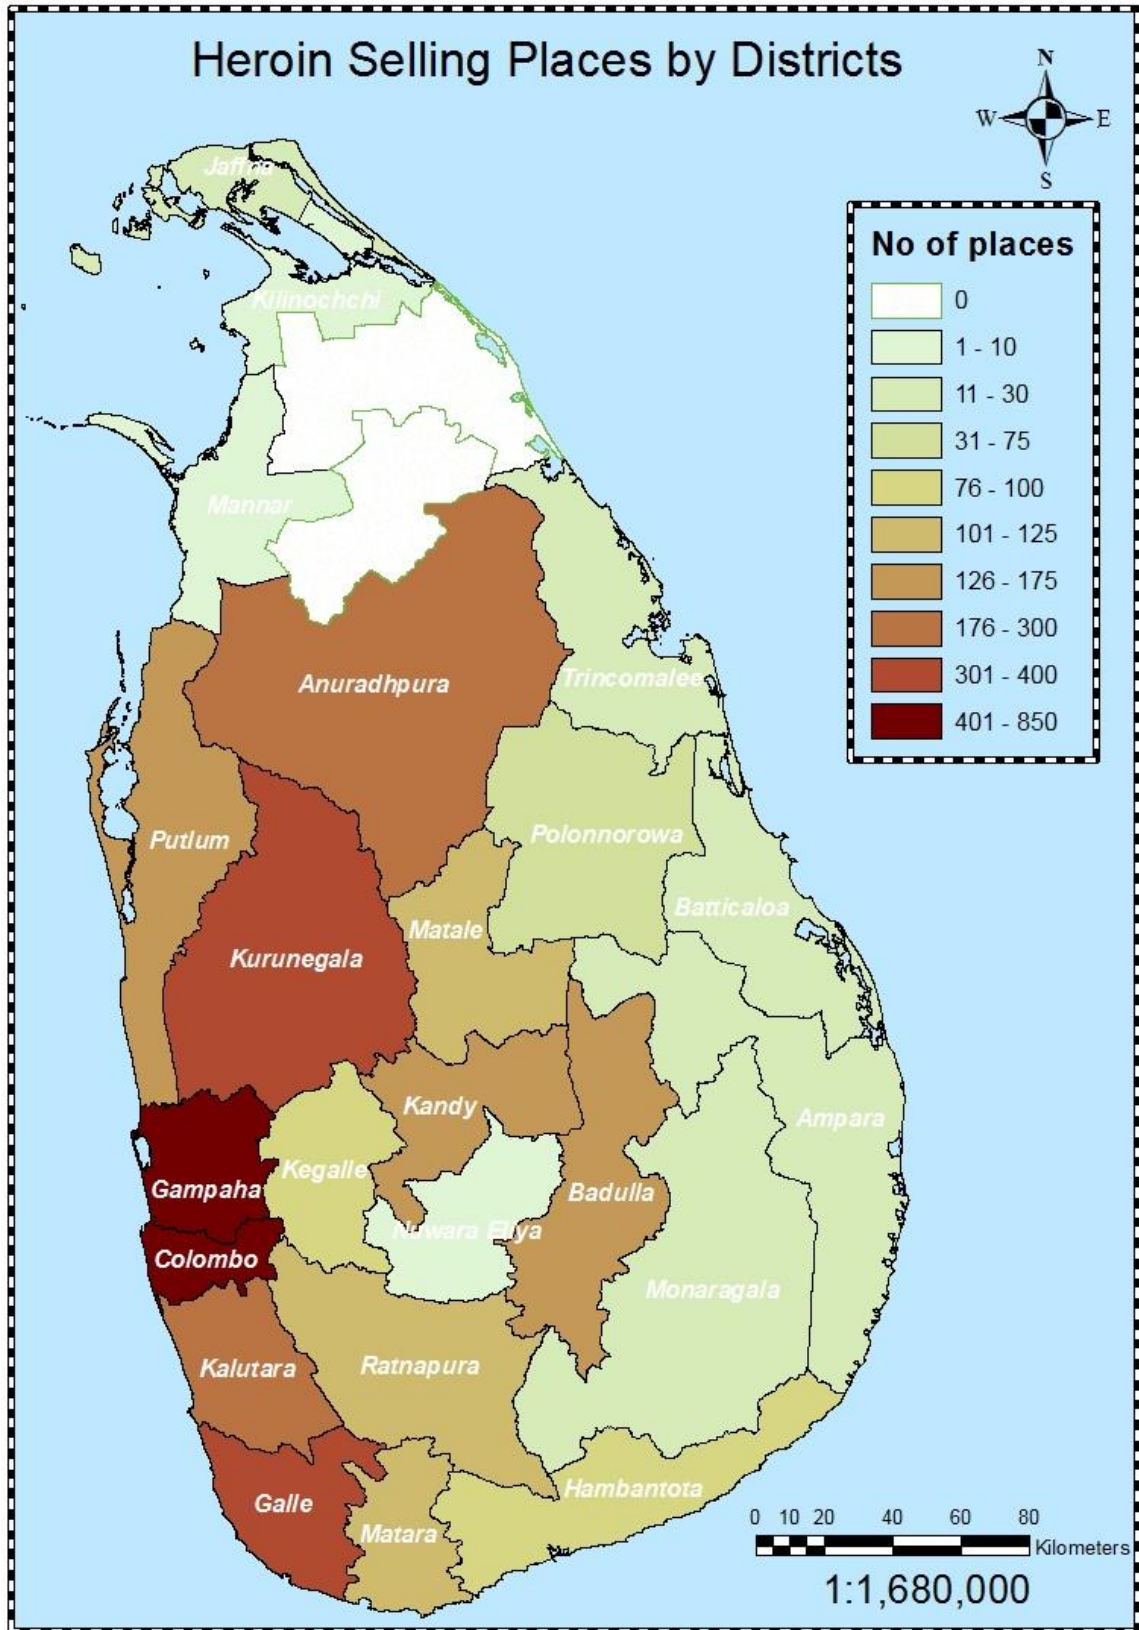 Heroin Selling Places by Districts
N
W E
S
No of places
0
1 - 10
11 - 30
31 - 75
76 - 100
101 - 125
126 - 175
176 - 300
301 - 400
401 - 850
Jaffna
Kilinochchi
Mannar
Anuradhpura
Trincomalee
Putlum
Polonnorowa
Batticaloa
Matale
Kurunegala
Kandy
Ampara
Kegalle
Gampaha
Badulla
Nuwara Eliya
Colombo
Monaragala
Kalutara
Ratnapura
Hambantota
Galle
Matara
0 10 20 40 60 80
Kilometers
1:1,680,000